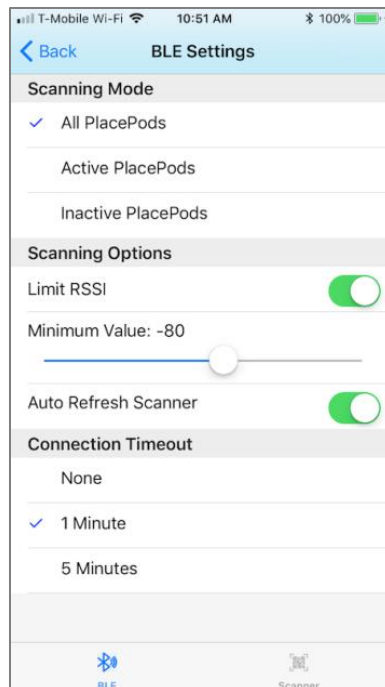 T-Mobile Wi-Fi 10:51 AM 100%
Back BLE Settings
Scanning Mode
✓ All PlacePods
Active PlacePods
Inactive PlacePods
Scanning Options
Limit RSSI
Minimum Value: -80
Auto Refresh Scanner
Connection Timeout
None
✓ 1 Minute
5 Minutes
BLE Scanner